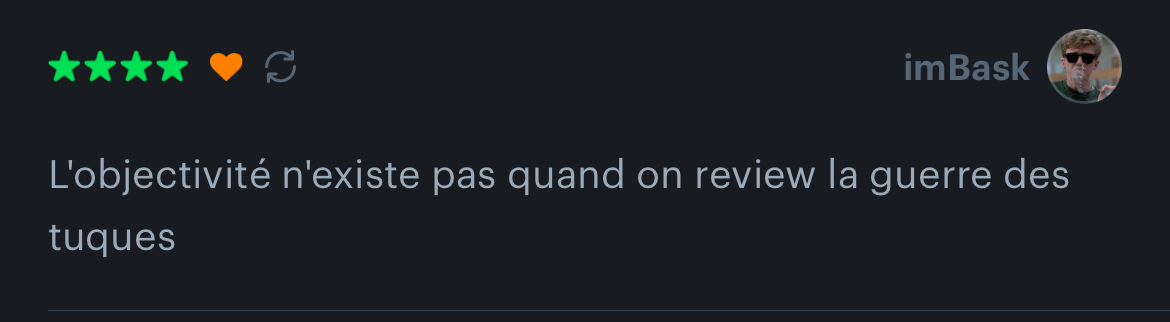 imBask
L'objectivité n'existe pas quand on review la guerre des
tuques